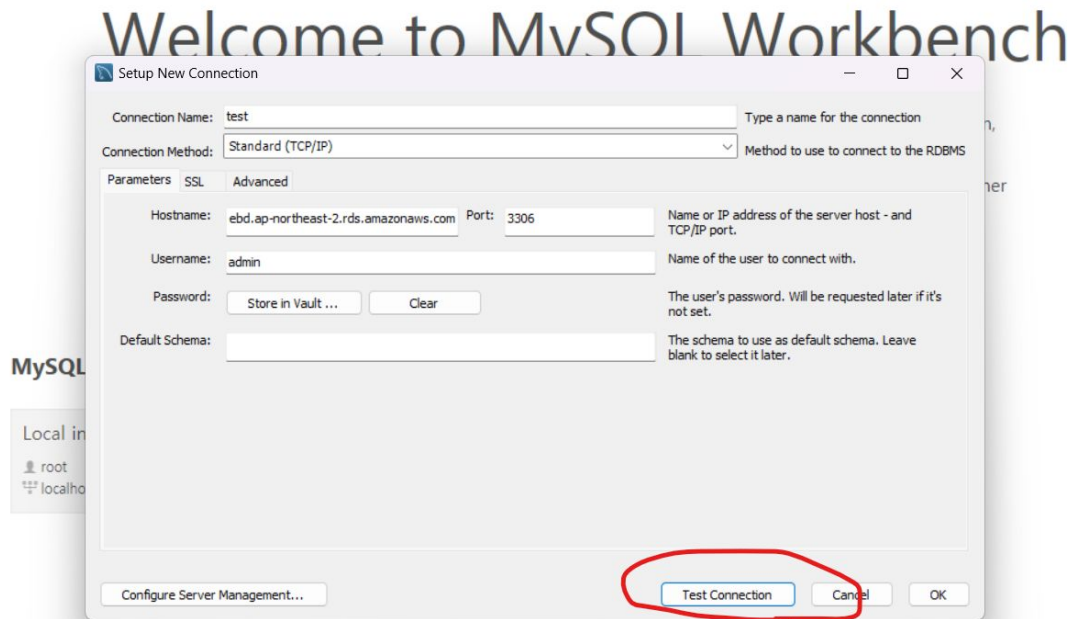 Welcome to MySQL Workbench
Setup New Connection
Connection Name: test Type a name for the connection
Connection Method: Standard (TCP/IP) Method to use to connect to the RDBMS
Parameters SSL Advanced
Hostname: ebd.ap-northeast-2.rds.amazonaws.com Port: 3306 Name or IP address of the server host - and
TCP/IP port.
Username: admin Name of the user to connect with.
Password: Store in Vault ... Clear The user's password. Will be requested later if it's
not set.
Default Schema: The schema to use as default schema. Leave
blank to select it later.
MySQL
Local in
root
localho
Configure Server Management... Test Connection Cancel OK